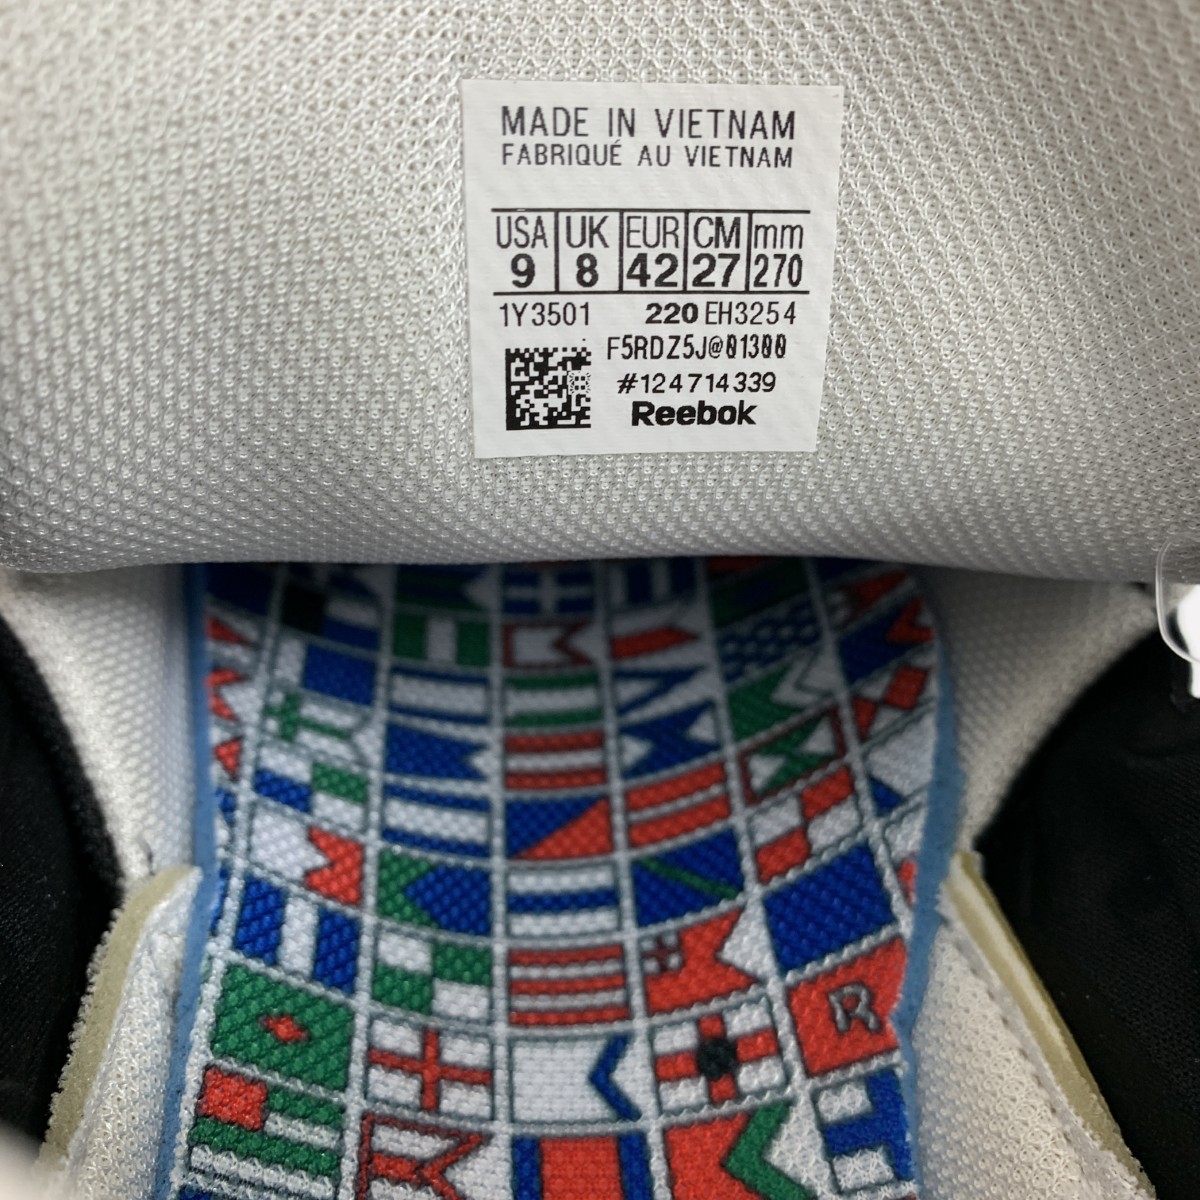 MADE IN VIETNAM
FABRIQUÉ AU VIETNAM
USA UK EUR CM mm
9 8 42 27 270
1Y3501 220 EH3254
F5RDZ5J@01300
#124714339
Reebok
R